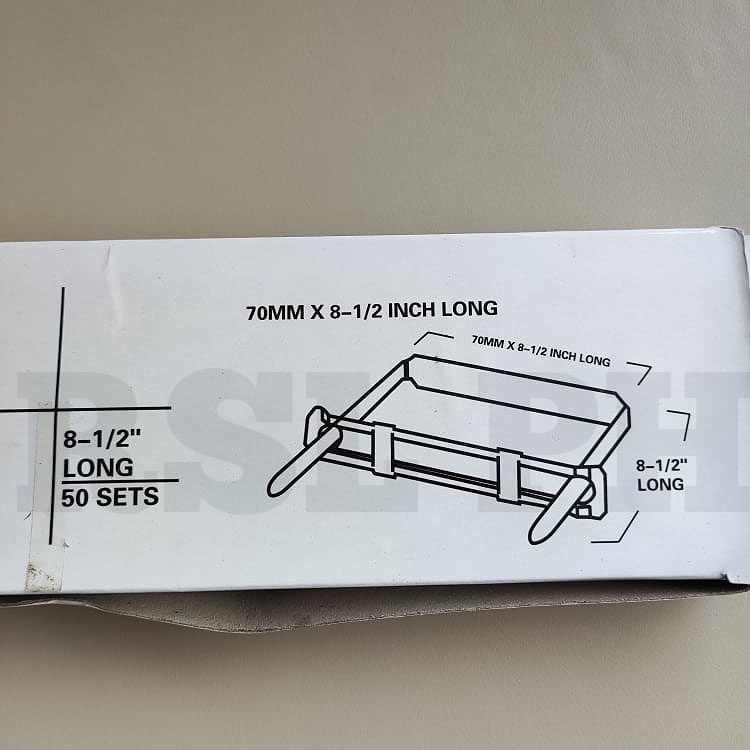 70MM X 8-1/2 INCH LONG
70MM X 8-1/2 INCH LONG
8-1/2"
LONG
50 SETS
8-1/2"
LONG
RSL